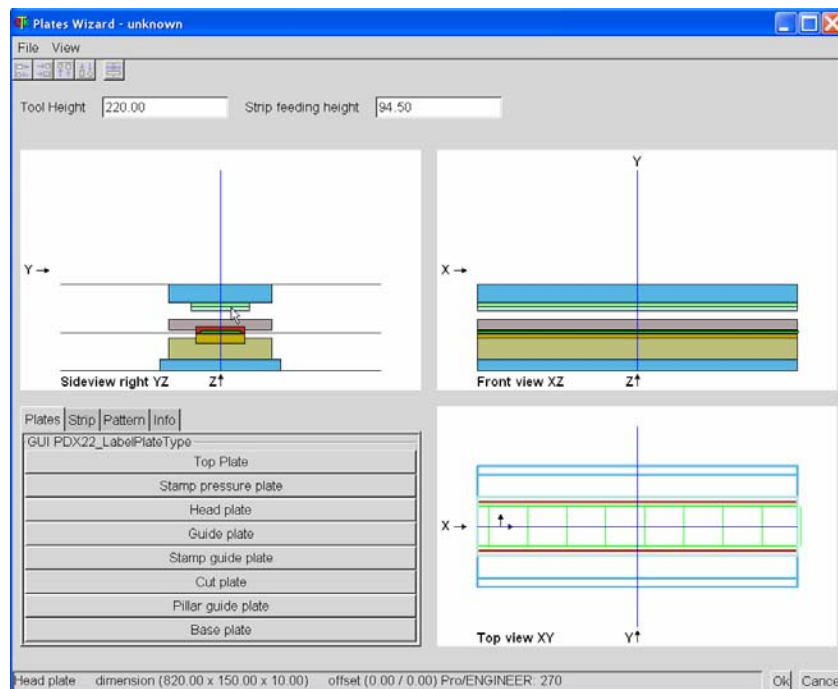 Plates Wizard - unknown
File View
Tool Height 220.00 Strip feeding height 94.50
Y
Y →
X →
Sideview right YZ Z↑
Front view XZ Z↑
Plates Strip Pattern Info
GUI PDX22_LabelPlateType
Top Plate
Stamp pressure plate
Head plate
Guide plate
Stamp guide plate
Cut plate
Pillar guide plate
Base plate
X →
Top view XY Y↑
Head plate dimension (820.00 x 150.00 x 10.00) offset (0.00 / 0.00) Pro/ENGINEER: 270 Ok Cance